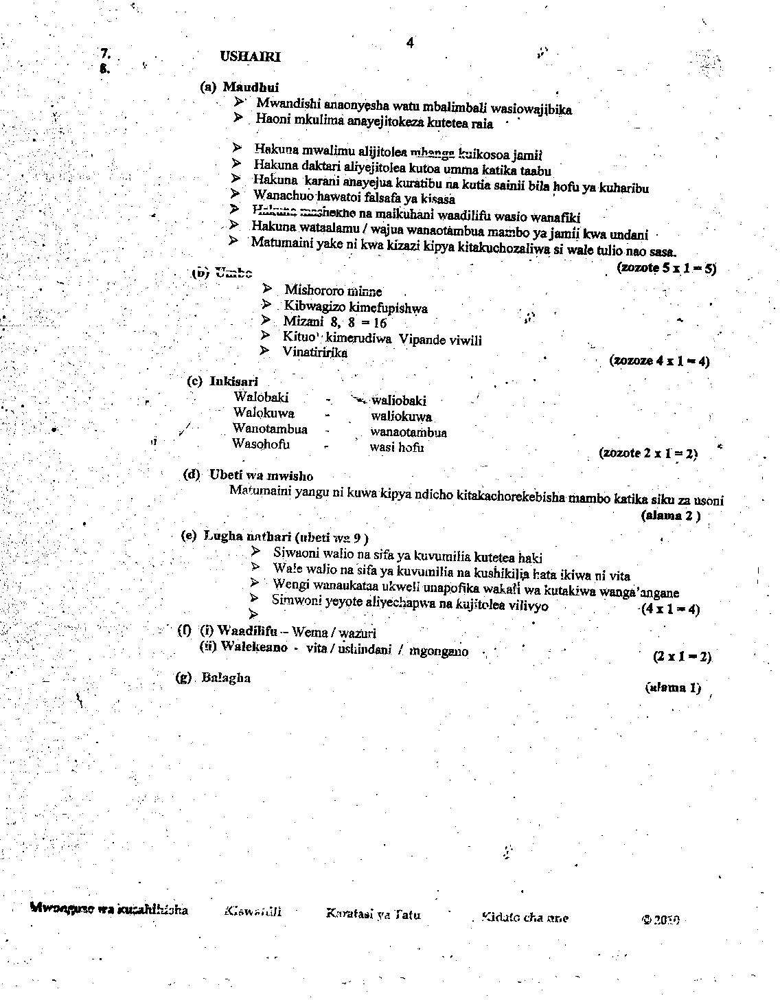 4
7. USHAIRI
8.
(a) Maudhui
➢ Mwandishi anaonyesha watu mbalimbali wasiowajibika
➢ Haoni mkulima anayejitokeza kutetea raia
➢ Hakuna mwalimu alijitolea mhanga kuikosoa jamii
➢ Hakuna daktari aliyejitolea kutoa umma katika taabu
➢ Hakuna karani anayejua kuratibu na kutia sainii bila hofu ya kuharibu
➢ Wanachuo hawatoi falsafa ya kisasa
➢ Hakuna mashekhe na maikuhani waadilifu wasio wanafiki
➢ Hakuna wataalamu / wajua wanaotambua mambo ya jamii kwa undani
➢ Matumaini yake ni kwa kizazi kipya kitakuchozaliwa si wale tulio nao sasa.
(zozote 5 x 1 = 5)
(b) Umbo
➢ Mishororo minne
➢ Kibwagizo kimefupishwa
➢ Mizani 8, 8 = 16
➢ Kituo' kimerudiwa Vipande viwili
➢ Vinatiririka
(zozoze 4 x 1 = 4)
(c) Inkisari
Walobaki - waliobaki
Walokuwa - waliokuwa
Wanotambua - wanaotambua
Wasohofu - wasi hofu
(zozote 2 x 1 = 2)
(d) Ubeti wa mwisho
Matumaini yangu ni kuwa kipya ndicho kitakachorekebisha mambo katika siku za usoni
(alama 2 )
(e) Lugha nathari (ubeti wa 9 )
➢ Siwaoni walio na sifa ya kuvumilia kutetea haki
➢ Wale walio na sifa ya kuvumilia na kushikilia hata ikiwa ni vita
➢ Wengi wanaukataa ukweli unapofika wakati wa kutakiwa wanga'angane
➢ Simwoni yeyote aliyechapwa na kujitolea vilivyo (4 x 1 = 4)
➢
(f) (i) Waadilifu – Wema / wazuri
(ii) Walekeano - vita / ushindani / mgongano
(2 x 1 = 2)
(g) Balagha
(alama 1)
Mwongozo wa kusahihisha Kiswahili Karatasi ya Tatu Kidato cha nne © 2010